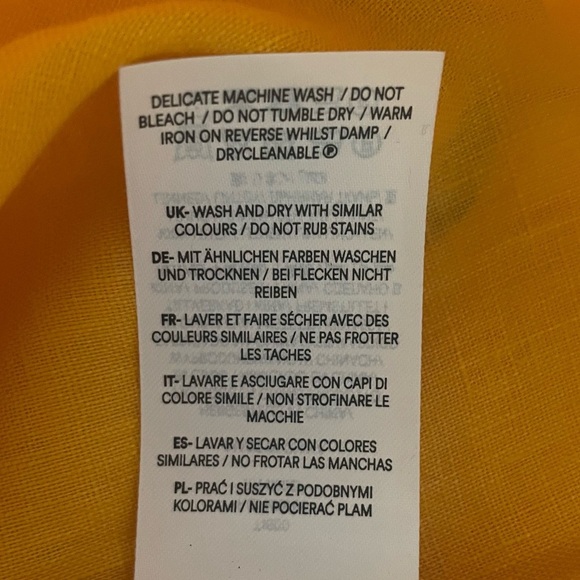 DELICATE MACHINE WASH / DO NOT
BLEACH / DO NOT TUMBLE DRY / WARM
IRON ON REVERSE WHILST DAMP /
DRYCLEANABLE Ⓟ
UK- WASH AND DRY WITH SIMILAR
COLOURS / DO NOT RUB STAINS
DE- MIT ÄHNLICHEN FARBEN WASCHEN
UND TROCKNEN / BEI FLECKEN NICHT
REIBEN
FR- LAVER ET FAIRE SÉCHER AVEC DES
COULEURS SIMILAIRES / NE PAS FROTTER
LES TACHES
IT- LAVARE E ASCIUGARE CON CAPI DI
COLORE SIMILE / NON STROFINARE LE
MACCHIE
ES- LAVAR Y SECAR CON COLORES
SIMILARES / NO FROTAR LAS MANCHAS
PL- PRAĆ I SUSZYĆ Z PODOBNYMI
KOLORAMI / NIE POCIERAĆ PLAM